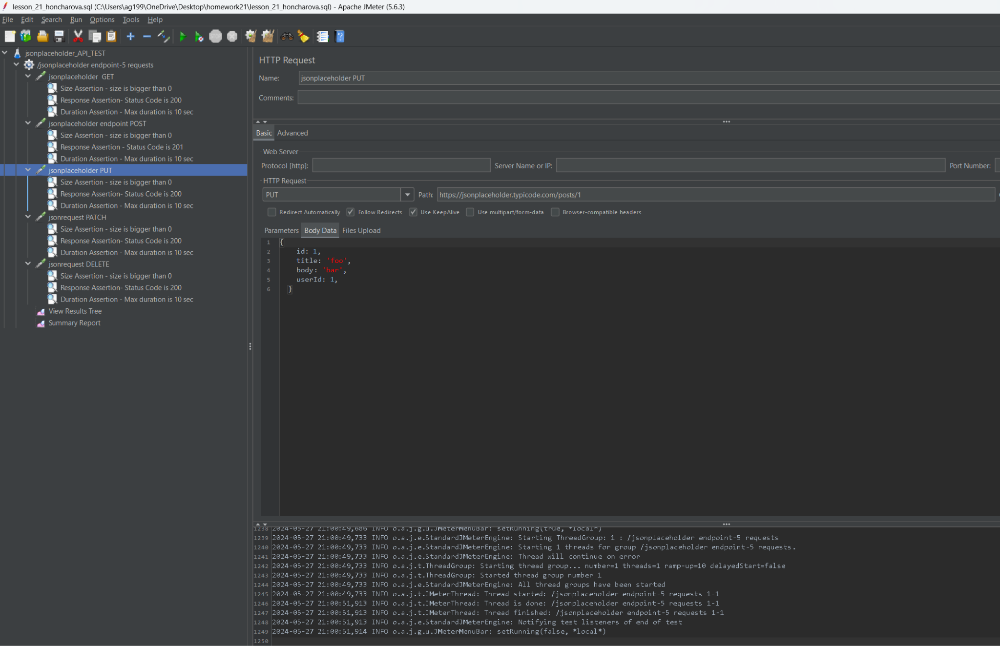 lesson_21_honcharova.sql (C:\Users\ag199\OneDrive\Desktop\homework21\lesson_21_honcharova.sql) - Apache JMeter (5.6.3)
File Edit Search Run Options Tools Help
STOP
jsonplaceholder_API_TEST
/jsonplaceholder endpoint-5 requests
jsonplaceholder  GET
Size Assertion - size is bigger than 0
Response Assertion- Status Code is 200
Duration Assertion - Max duration is 10 sec
jsonplaceholder endpoint POST
Size Assertion - size is bigger than 0
Response Assertion - Status Code is 201
Duration Assertion - Max duration is 10 sec
jsonplaceholder PUT
Size Assertion - size is bigger than 0
Response Assertion- Status Code is 200
Duration Assertion - Max duration is 10 sec
jsonrequest PATCH
Size Assertion - size is bigger than 0
Response Assertion- Status Code is 200
Duration Assertion - Max duration is 10 sec
jsonrequest DELETE
Size Assertion - size is bigger than 0
Response Assertion- Status Code is 200
Duration Assertion - Max duration is 10 sec
View Results Tree
Summary Report
HTTP Request
Name: jsonplaceholder PUT
Comments:
Basic Advanced
Web Server
Protocol [http]: Server Name or IP: Port Number:
HTTP Request
PUT Path: https://jsonplaceholder.typicode.com/posts/1
Redirect Automatically Follow Redirects Use KeepAlive Use multipart/form-data Browser-compatible headers
Parameters Body Data Files Upload
1 {
2 id: 1,
3 title: 'foo',
4 body: 'bar',
5 userId: 1,
6 }
1238 2024-05-27 21:00:49,686 INFO o.a.j.g.u.JMeterMenuBar: setRunning(true, *local*)
1239 2024-05-27 21:00:49,733 INFO o.a.j.e.StandardJMeterEngine: Starting ThreadGroup: 1 : /jsonplaceholder endpoint-5 requests
1240 2024-05-27 21:00:49,733 INFO o.a.j.e.StandardJMeterEngine: Starting 1 threads for group /jsonplaceholder endpoint-5 requests.
1241 2024-05-27 21:00:49,733 INFO o.a.j.e.StandardJMeterEngine: Thread will continue on error
1242 2024-05-27 21:00:49,733 INFO o.a.j.t.ThreadGroup: Starting thread group... number=1 threads=1 ramp-up=10 delayedStart=false
1243 2024-05-27 21:00:49,733 INFO o.a.j.t.ThreadGroup: Started thread group number 1
1244 2024-05-27 21:00:49,733 INFO o.a.j.e.StandardJMeterEngine: All thread groups have been started
1245 2024-05-27 21:00:49,733 INFO o.a.j.t.JMeterThread: Thread started: /jsonplaceholder endpoint-5 requests 1-1
1246 2024-05-27 21:00:51,913 INFO o.a.j.t.JMeterThread: Thread is done: /jsonplaceholder endpoint-5 requests 1-1
1247 2024-05-27 21:00:51,913 INFO o.a.j.t.JMeterThread: Thread finished: /jsonplaceholder endpoint-5 requests 1-1
1248 2024-05-27 21:00:51,913 INFO o.a.j.e.StandardJMeterEngine: Notifying test listeners of end of test
1249 2024-05-27 21:00:51,914 INFO o.a.j.g.u.JMeterMenuBar: setRunning(false, *local*)
1250